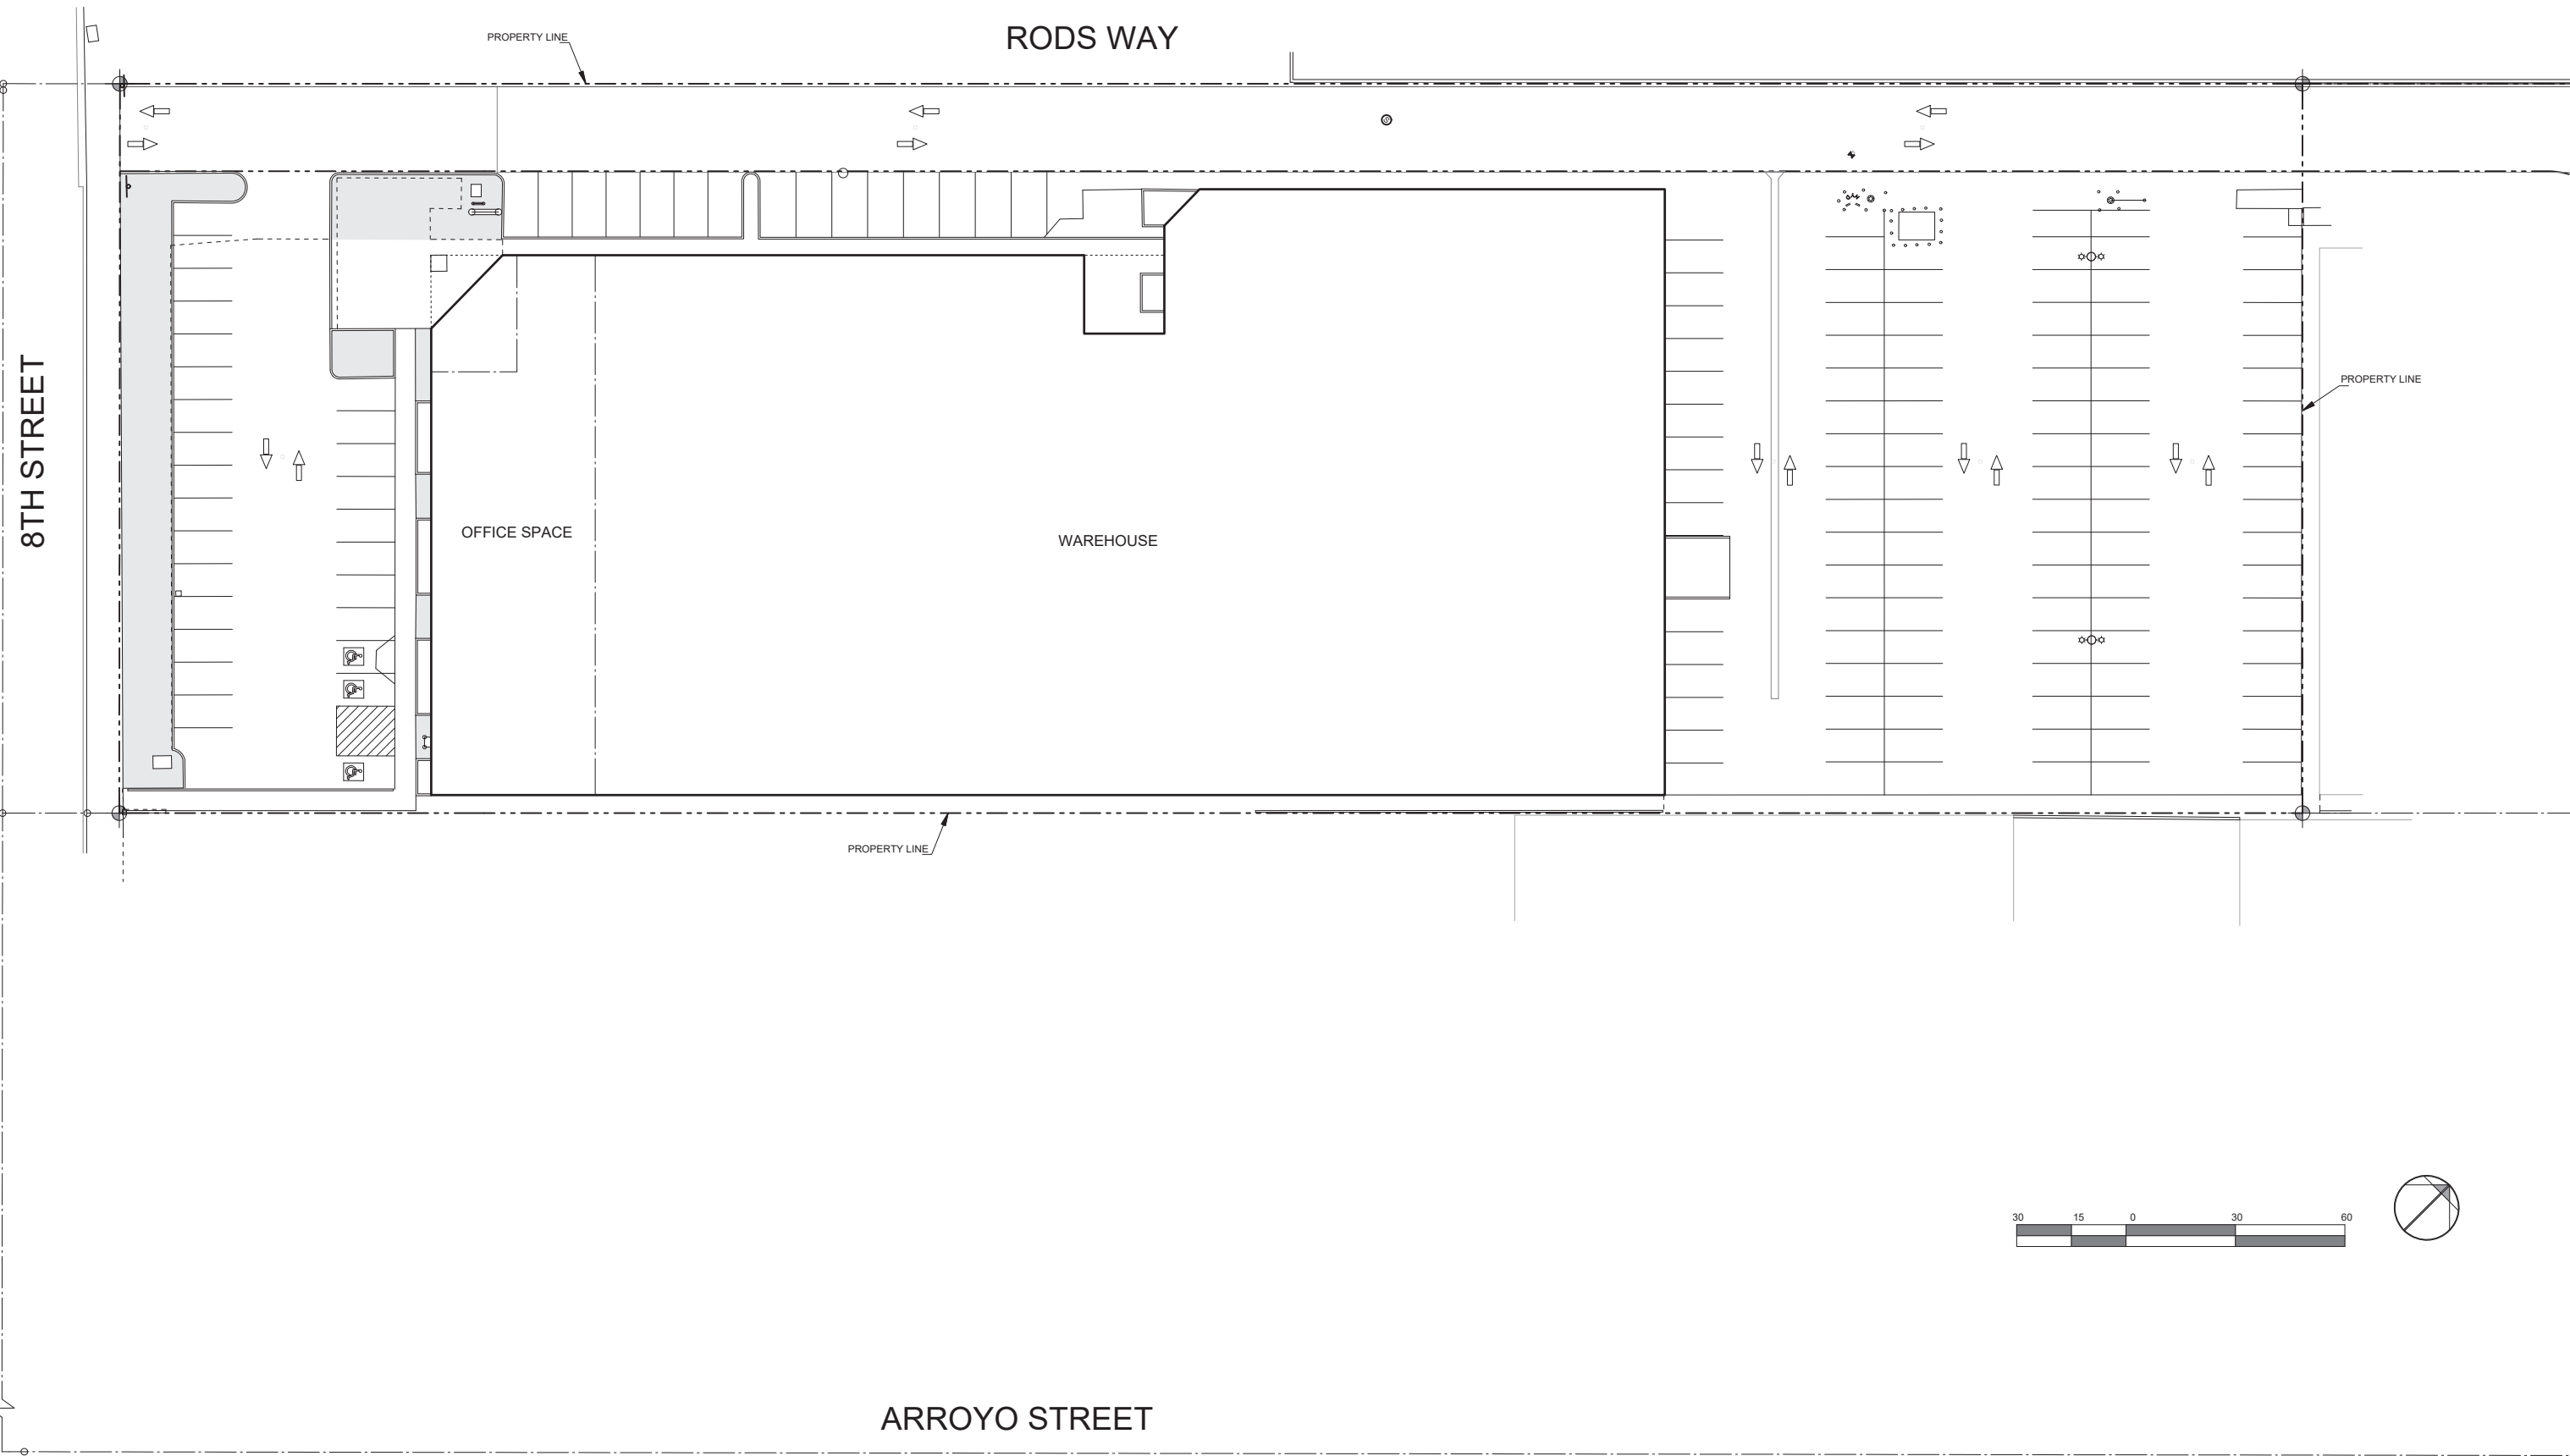 RODS WAY
PROPERTY LINE
8TH STREET
PROPERTY LINE
OFFICE SPACE
WAREHOUSE
PROPERTY LINE
30 15 0 30 60
ARROYO STREET